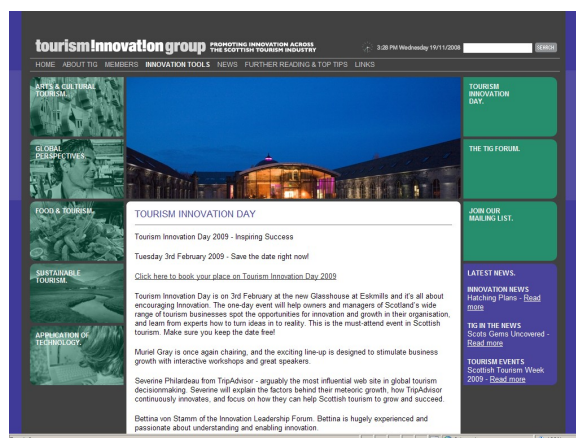 tourism!nnovat!on group PROMOTING INNOVATION ACROSS
THE SCOTTISH TOURISM INDUSTRY
3:28 PM Wednesday 19/11/2008
SEARCH
HOME ABOUT TIG MEMBERS INNOVATION TOOLS NEWS FURTHER READING & TOP TIPS LINKS
ARTS & CULTURAL
TOURISM.
GLOBAL
PERSPECTIVES.
FOOD & TOURISM.
SUSTAINABLE
TOURISM.
APPLICATION OF
TECHNOLOGY.
TOURISM INNOVATION DAY
Tourism Innovation Day 2009 - Inspiring Success
Tuesday 3rd February 2009 - Save the date right now!
Click here to book your place on Tourism Innovation Day 2009
Tourism Innovation Day is on 3rd February at the new Glasshouse at Eskmills and it's all about
encouraging Innovation. The one-day event will help owners and managers of Scotland's wide
range of tourism businesses spot the opportunities for innovation and growth in their organisation,
and learn from experts how to turn ideas in to reality. This is the must-attend event in Scottish
tourism. Make sure you keep the date free!
Muriel Gray is once again chairing, and the exciting line-up is designed to stimulate business
growth with interactive workshops and great speakers.
Severine Philardeau from TripAdvisor - arguably the most influential web site in global tourism
decisionmaking. Severine will explain the factors behind their meteoric growth, how TripAdvisor
continuously innovates, and focus on how they can help Scottish tourism to grow and succeed.
Bettina von Stamm of the Innovation Leadership Forum. Bettina is hugely experienced and
passionate about understanding and enabling innovation.
TOURISM
INNOVATION
DAY.
THE TIG FORUM.
JOIN OUR
MAILING LIST.
LATEST NEWS.
INNOVATION NEWS
Hatching Plans - Read
more
TIG IN THE NEWS
Scots Gems Uncovered -
Read more
TOURISM EVENTS
Scottish Tourism Week
2009 - Read more